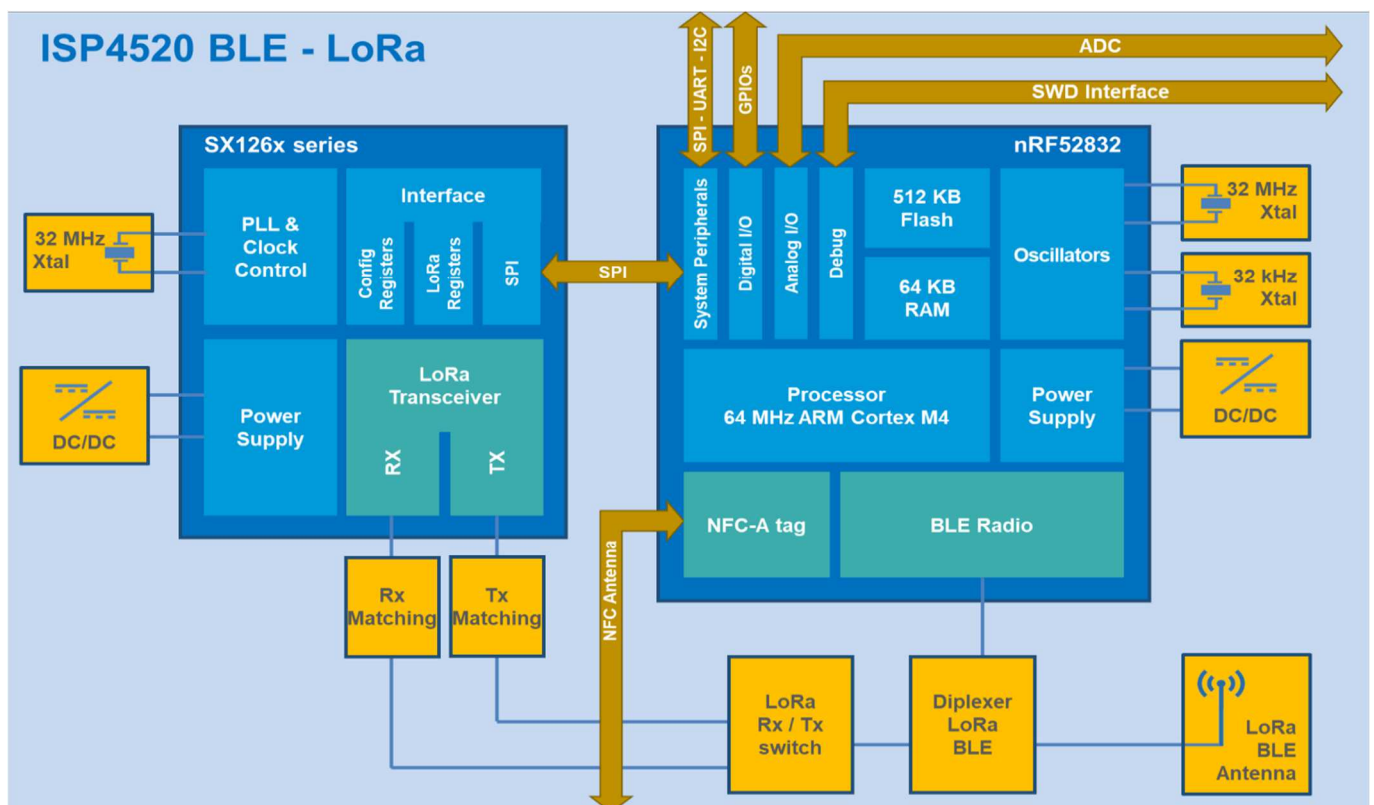 ISP4520 BLE - LoRa
SPI - UART - I2C
GPIOs
ADC
SWD Interface
SX126x series
PLL &
Clock
Control
Interface
Config
Registers
LoRa
Registers
SPI
32 MHz
Xtal
SPI
nRF52832
System Peripherals
Digital I/O
Analog I/O
Debug
512 KB
Flash
64 KB
RAM
Oscillators
32 MHz
Xtal
32 kHz
Xtal
DC/DC
Power
Supply
LoRa
Transceiver
RX
TX
Processor
64 MHz ARM Cortex M4
Power
Supply
DC/DC
NFC-A tag
BLE Radio
Rx
Matching
Tx
Matching
NFC Antenna
LoRa
Rx / Tx
switch
Diplexer
LoRa
BLE
LoRa
BLE
Antenna